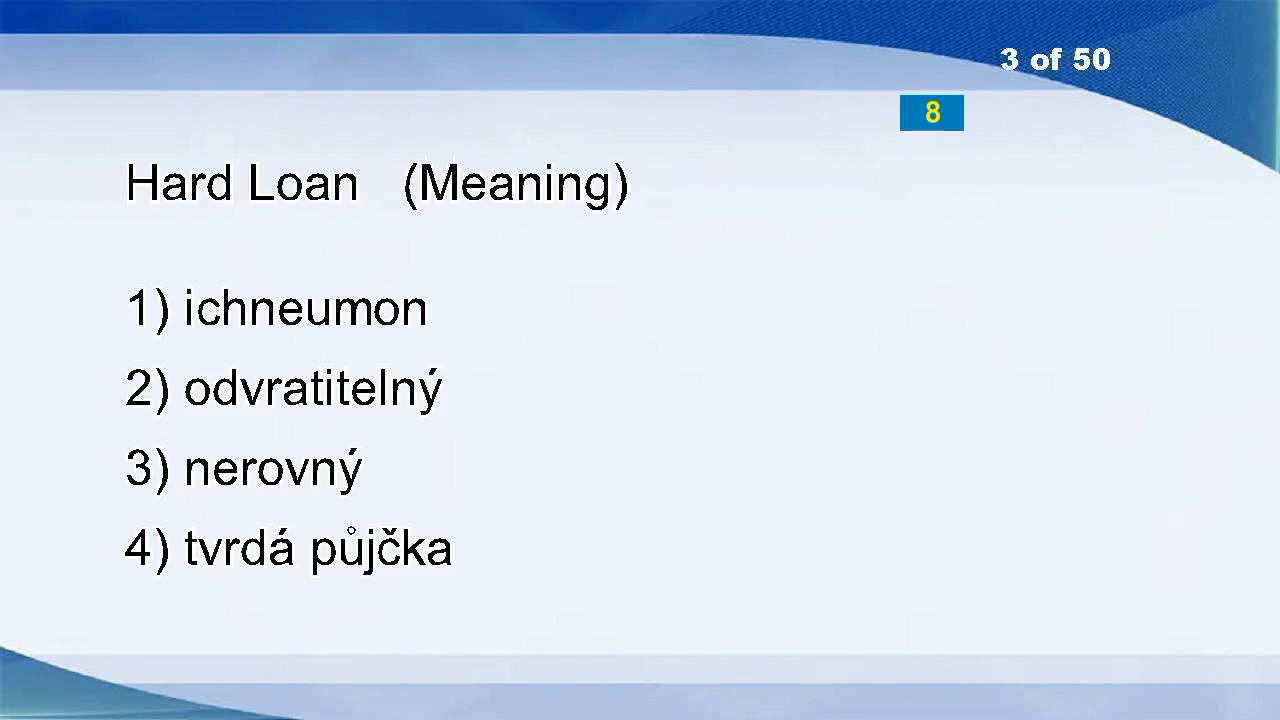 3 of 50
8
Hard Loan (Meaning)
1) ichneumon
2) odvratitelný
3) nerovný
4) tvrdá půjčka